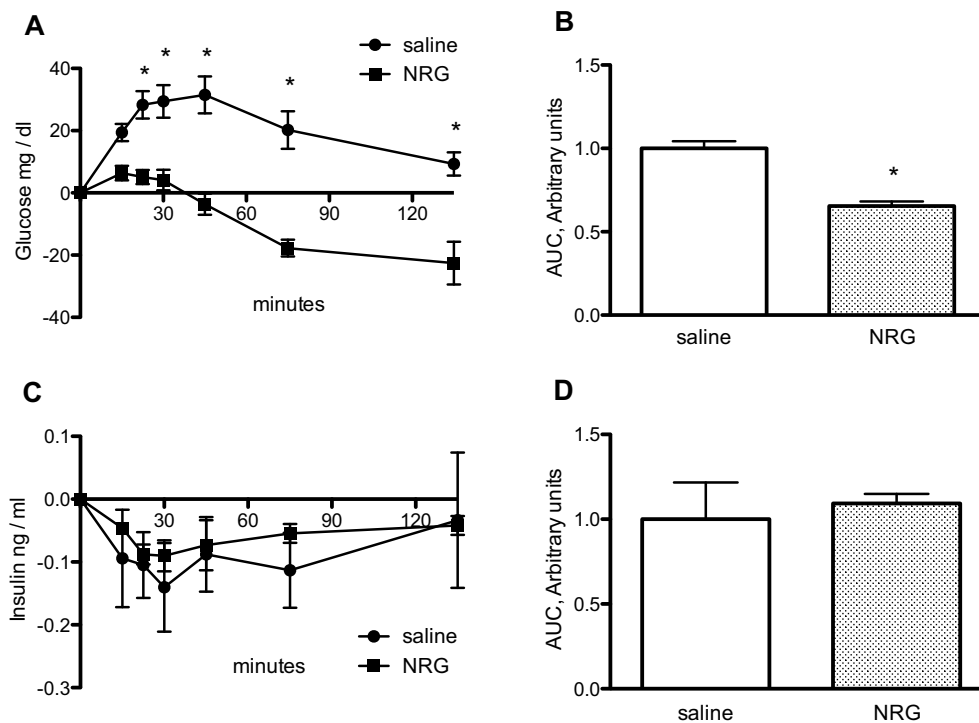 A
saline
NRG
*
*
*
*
*
40
20
0
-20
-40
30
60
90
120
Glucose mg / dl
minutes
B
1.5
1.0
0.5
0.0
AUC, Arbitrary units
*
saline
NRG
C
0.1
0.0
-0.1
-0.2
-0.3
30
60
90
120
Insulin ng / ml
minutes
saline
NRG
D
1.5
1.0
0.5
0.0
AUC, Arbitrary units
saline
NRG